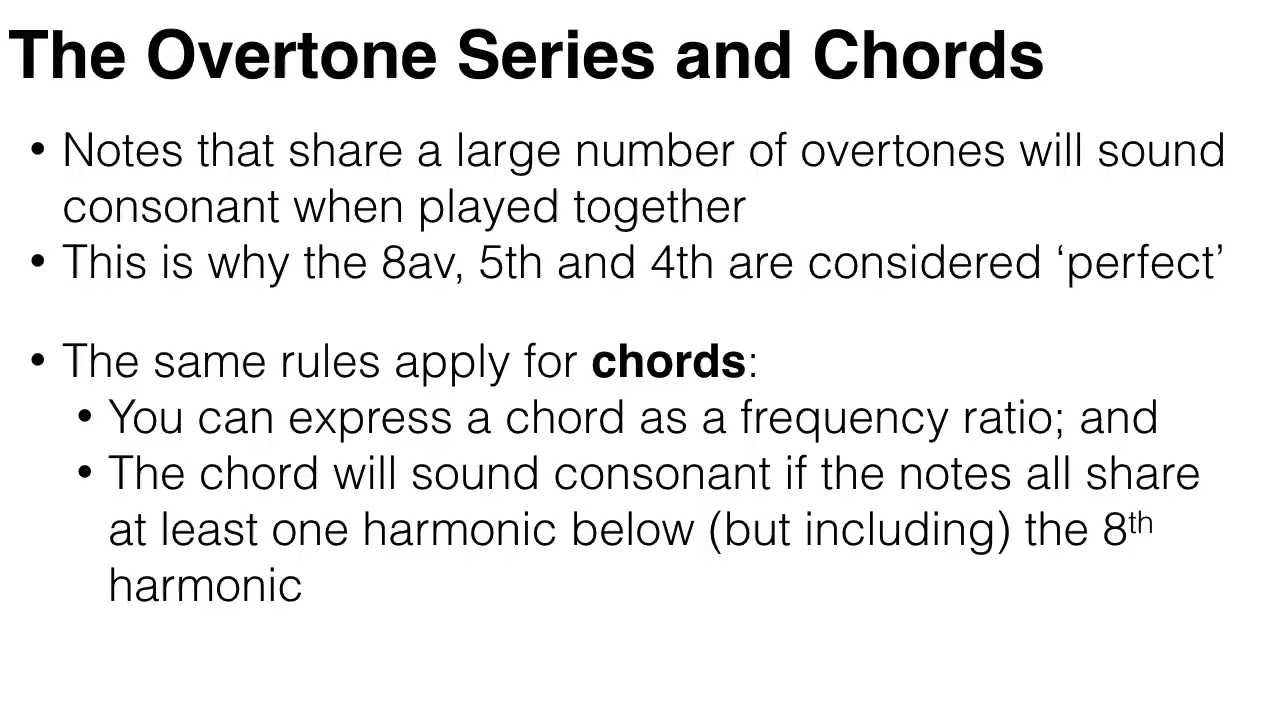 The Overtone Series and Chords
• Notes that share a large number of overtones will sound
consonant when played together
• This is why the 8av, 5th and 4th are considered ‘perfect’
• The same rules apply for chords:
• You can express a chord as a frequency ratio; and
• The chord will sound consonant if the notes all share
at least one harmonic below (but including) the 8th
harmonic